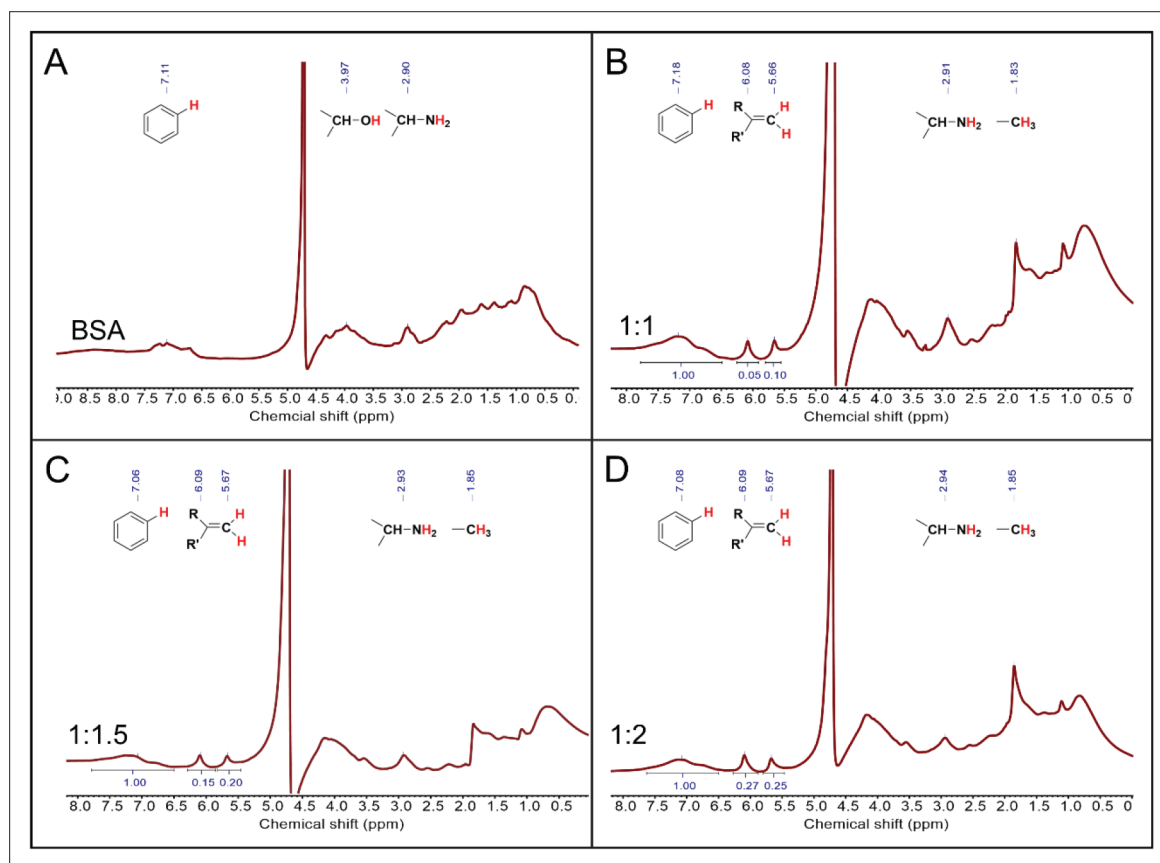 A
7.11
3.97
2.90
H
CH-OH
CH-NH2
BSA
9.0 8.5 7.5 7.0 6.5 6.0 5.5 5.0 4.5 4.0 3.5 3.0 2.5 2.0 1.5 1.0 0.5 0.
Chemcial shift (ppm)
B
7.18
6.08
5.66
2.91
1.83
H
R H
C
R' H
CH-NH2
CH3
1:1
1.00 0.05 0.10
8.0 7.5 7.0 6.5 6.0 5.5 5.0 4.5 4.0 3.5 3.0 2.5 2.0 1.5 1.0 0
Chemcial shift (ppm)
C
7.06
6.09
5.67
2.93
1.85
H
R H
C
R' H
CH-NH2
CH3
1:1.5
1.00 0.15 0.20
8.0 7.5 7.0 6.5 6.0 5.5 5.0 4.5 4.0 3.5 3.0 2.5 2.0 1.5 1.0 0.5
Chemical shift (ppm)
D
7.08
6.09
5.67
2.94
1.85
H
R H
C
R' H
CH-NH2
CH3
1:2
1.00 0.27 0.25
8.0 7.5 7.0 6.5 6.0 5.5 5.0 4.5 4.0 3.5 3.0 2.5 2.0 1.5 1.0 0
Chemical shift (ppm)